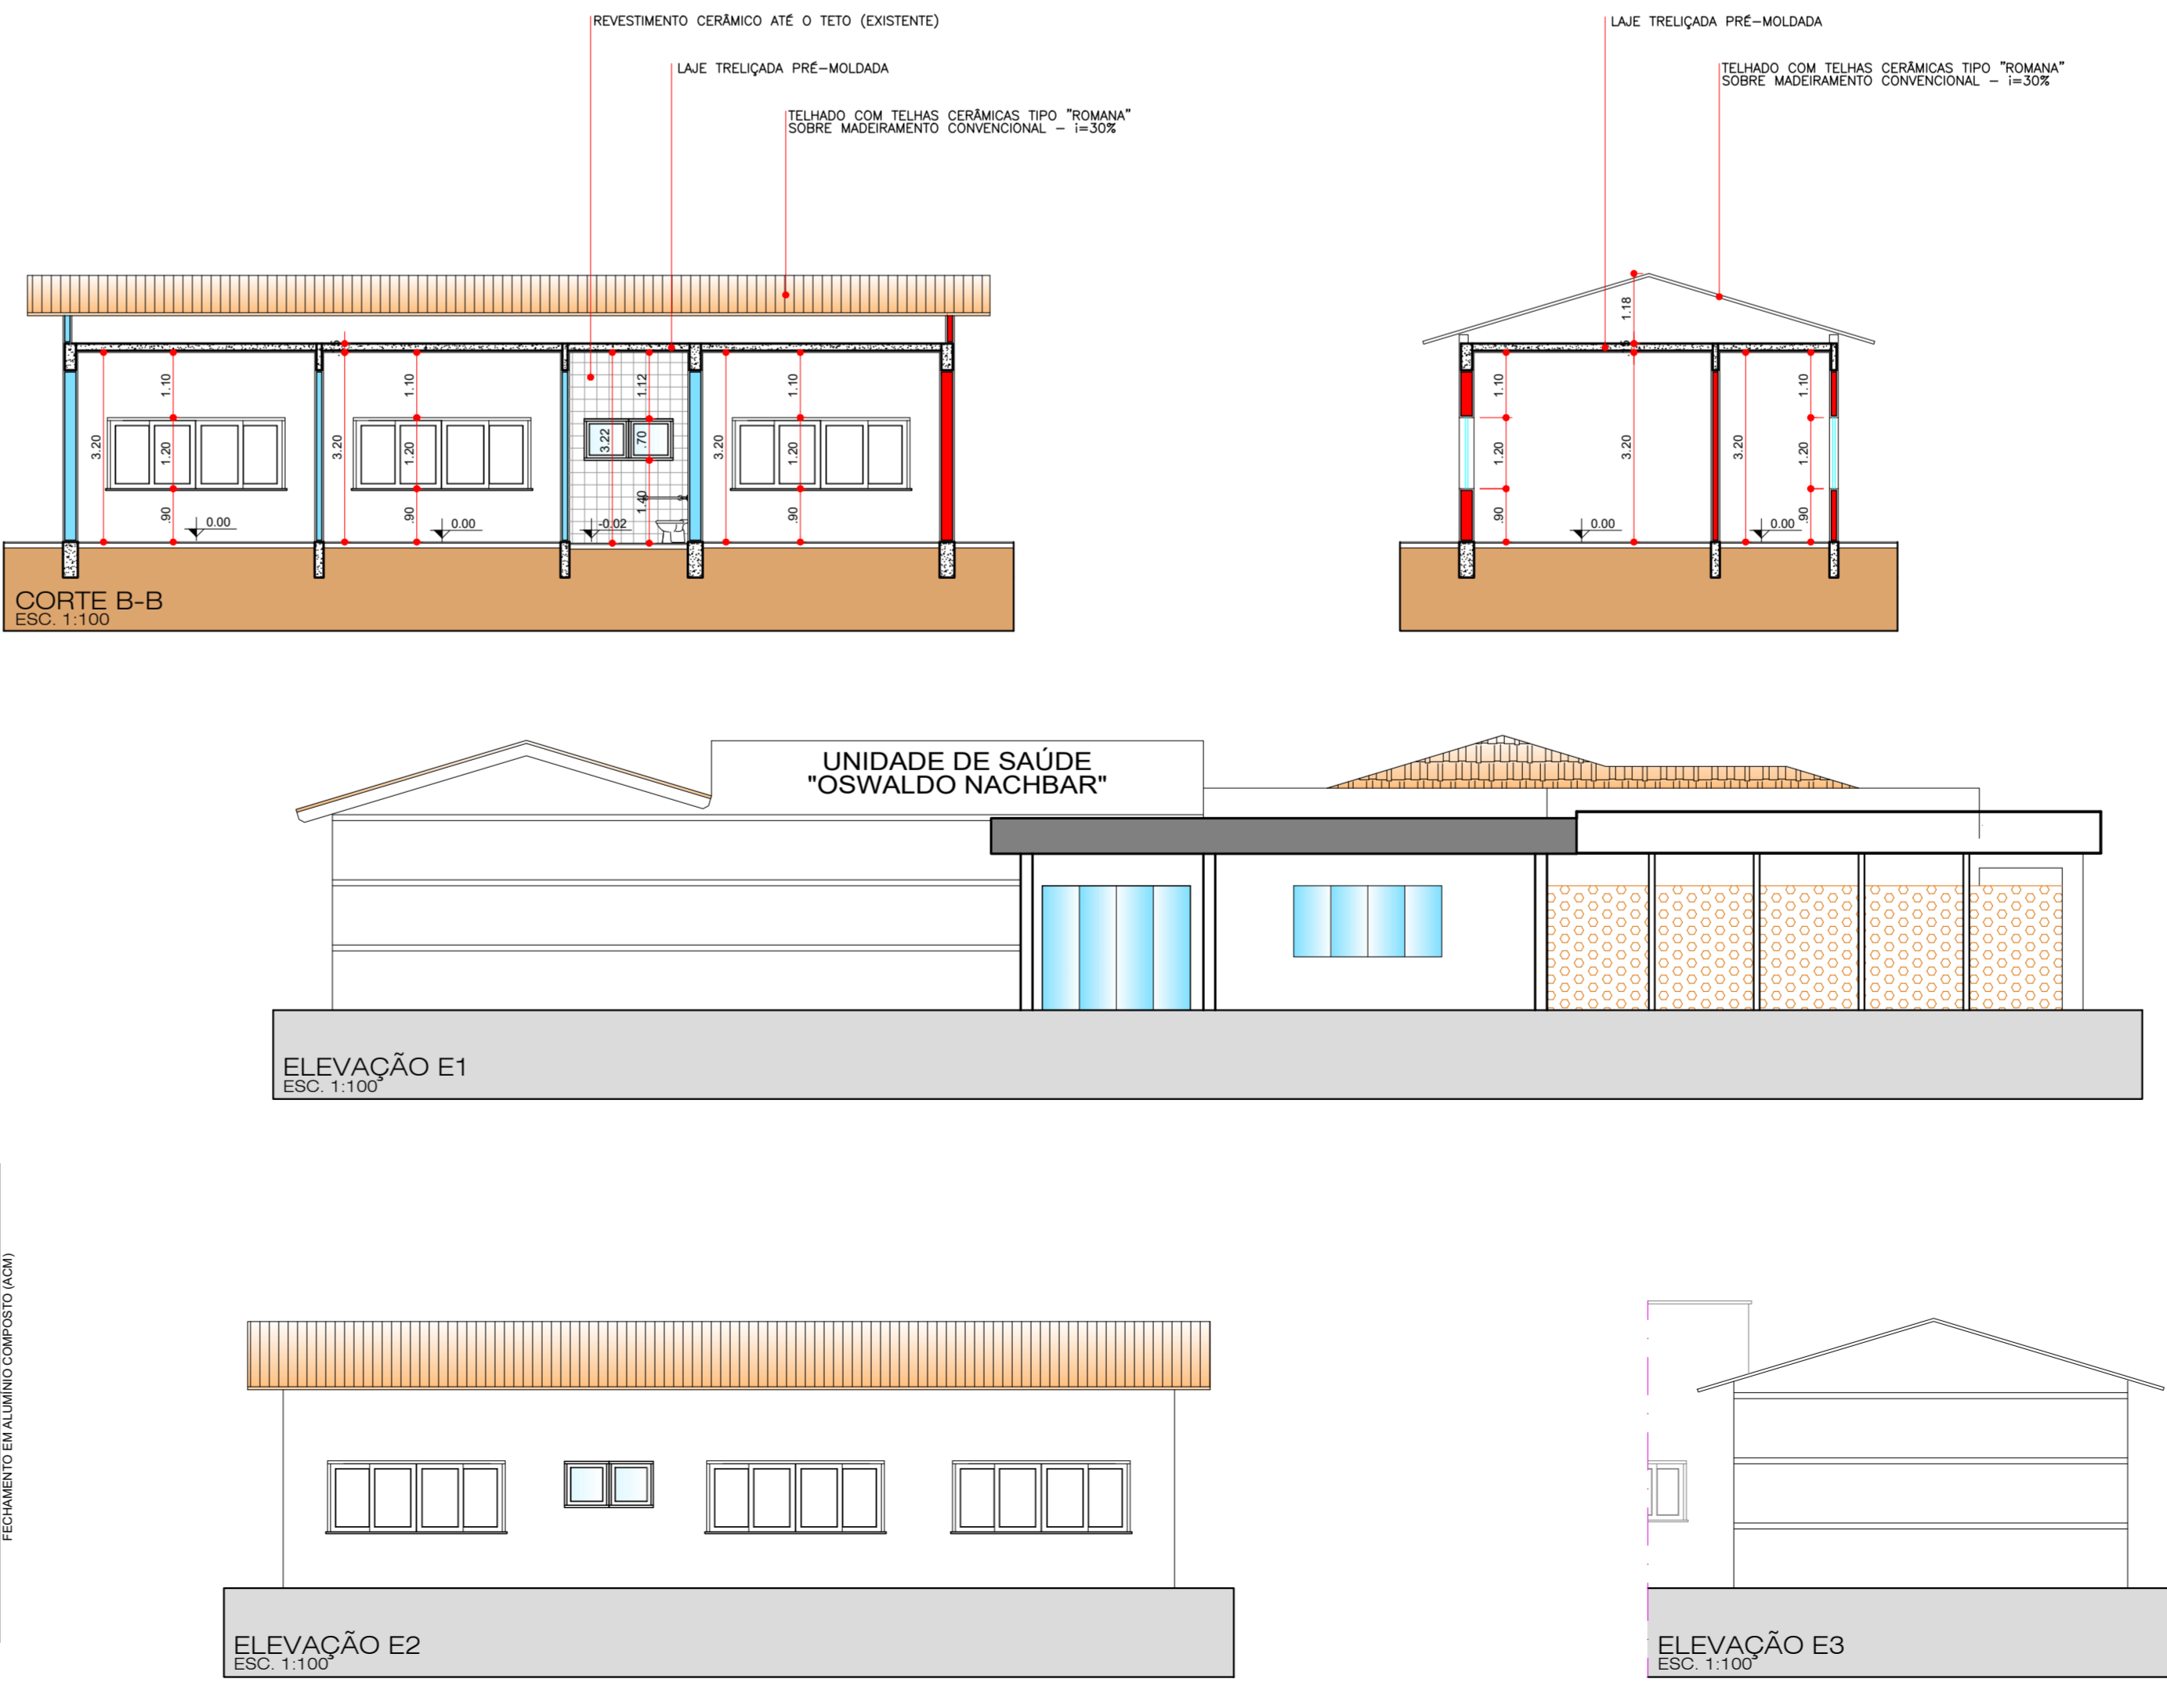 REVESTIMENTO CERÂMICO ATÉ O TETO (EXISTENTE)
LAJE TRELIÇADA PRÉ-MOLDADA
TELHADO COM TELHAS CERÂMICAS TIPO "ROMANA"
SOBRE MADEIRAMENTO CONVENCIONAL - i=30%
LAJE TRELIÇADA PRÉ-MOLDADA
TELHADO COM TELHAS CERÂMICAS TIPO "ROMANA"
SOBRE MADEIRAMENTO CONVENCIONAL - i=30%
3.20
1.10
1.20
.90
0.00
3.20
1.10
1.20
.90
0.00
3.22
1.12
.70
1.40
-0.02
3.20
1.10
1.20
.90
CORTE B-B
ESC. 1:100
1.18
1.10
1.20
.90
0.00
3.20
3.20
0.00
1.10
1.20
.90
UNIDADE DE SAÚDE
"OSWALDO NACHBAR"
ELEVAÇÃO E1
ESC. 1:100
FECHAMENTO EM ALUMÍNIO COMPOSTO (ACM)
ELEVAÇÃO E2
ESC. 1:100
ELEVAÇÃO E3
ESC. 1:100